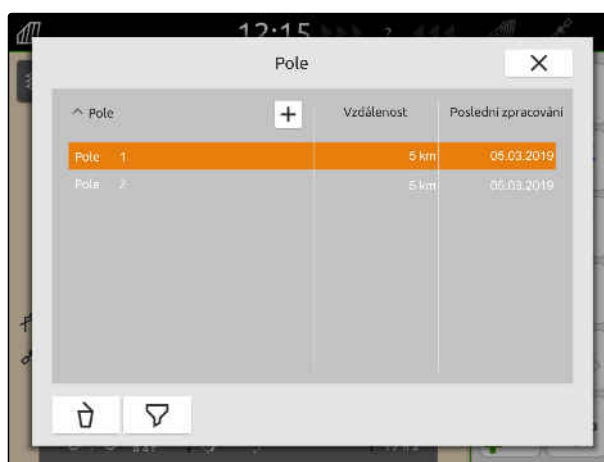 12:15
Pole
^ Pole + Vzdálenost Poslední zpracování
Pole 1 5 km 05.03.2019
Pole 2 5 km 05.03.2019